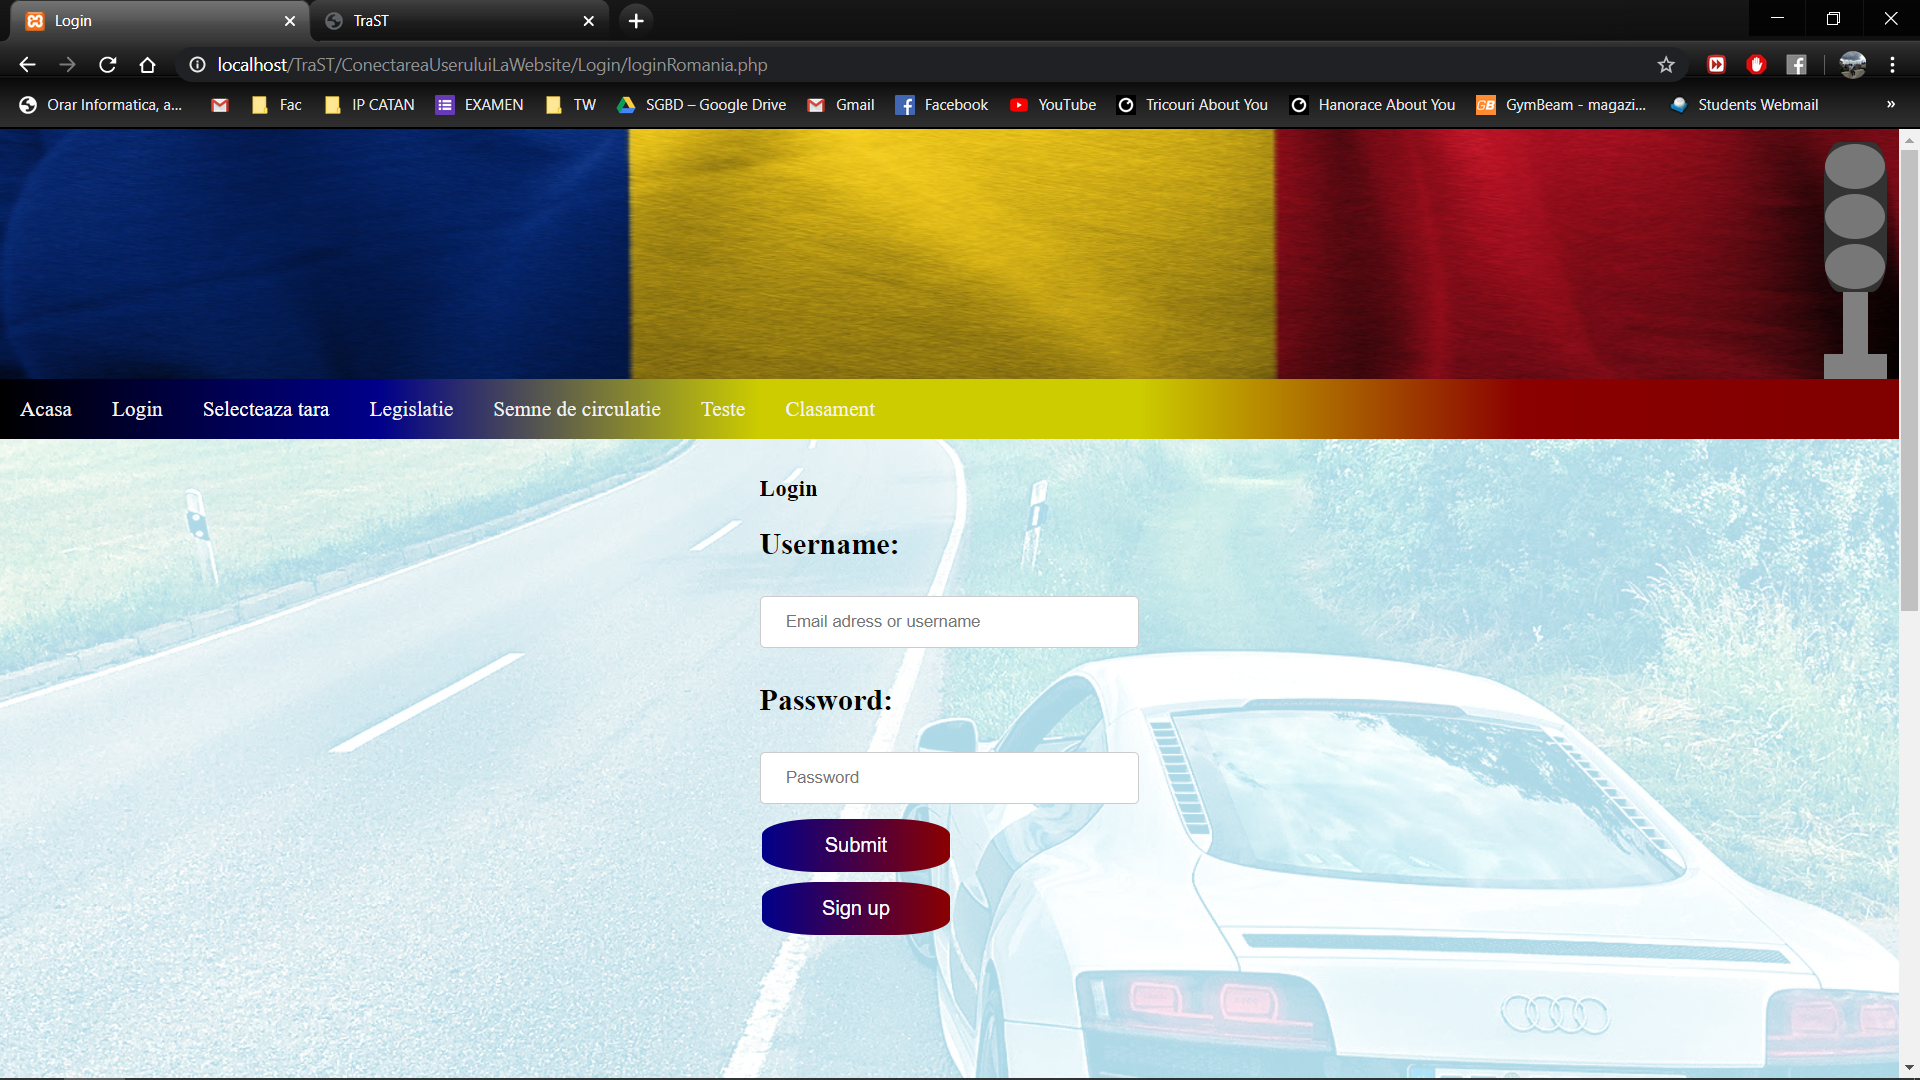 Login
TraST
localhost/TraST/ConectareaUseruluiLaWebsite/Login/loginRomania.php
Orar Informatica, a... Fac IP CATAN EXAMEN TW SGBD – Google Drive Gmail Facebook YouTube Tricouri About You Hanorace About You GB GymBeam - magazi... Students Webmail »
Acasa Login Selecteaza tara Legislatie Semne de circulatie Teste Clasament
Login
Username:
Email adress or username
Password:
Password
Submit
Sign up